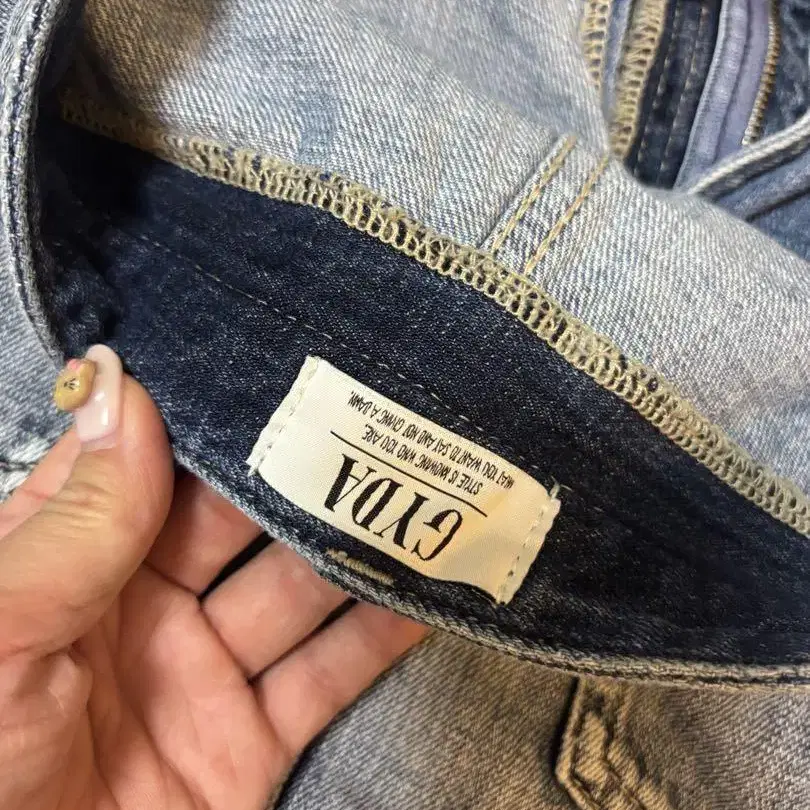 GYDA
STYLE IS KNOWING WHO YOU ARE,
WHAT YOU WANT TO SAY AND NOT GIVING A DAMN.